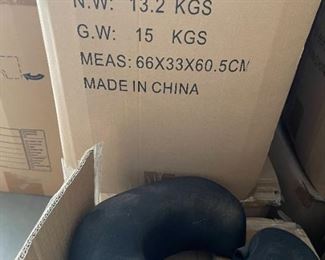 N.W: 13.2 KGS
G.W: 15 KGS
MEAS: 66X33X60.5CM
MADE IN CHINA